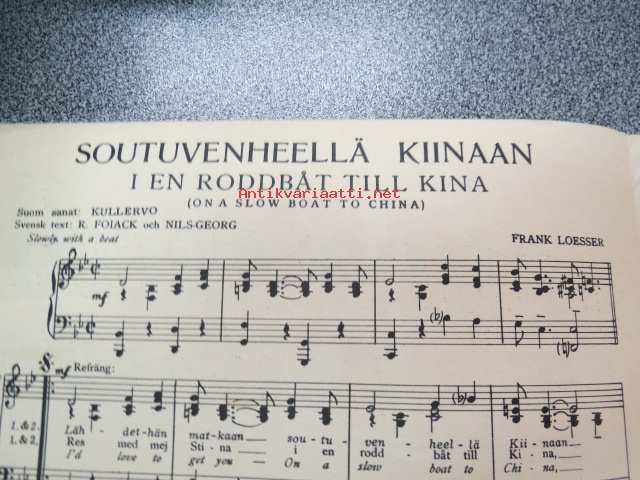 SOUTUVENHEELLÄ KIINAAN
I EN RODDBÅT TILL KINA
Antikvariaatti.net
(ON A SLOW BOAT TO CHINA)
Suom sanat: KULLERVO
Svensk text: R. FOIACK och NILS-GEORG
Slowly with a beat
FRANK LOESSER
mf
(b)
(b)
mf Refräng:
1. & 2. Läh - det-hän mat-kaan sou - tu - ven - heel - lä Kii - naan
1. & 2. Res med mej Sti - na i en rodd - båt till Ki - na,
I'd love to get you On a slow boat to Chi - na,